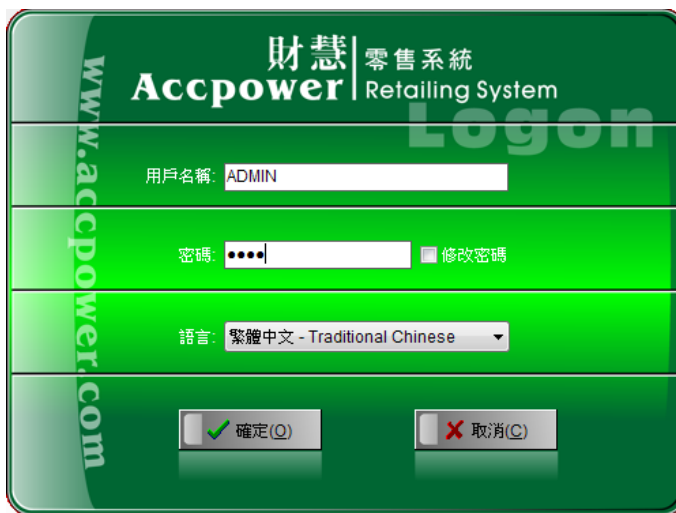 財慧 零售系統
Accpower Retailing System
Logon
www.accpower.com
用戶名稱: ADMIN
密碼: ●●●● 修改密碼
語言: 繁體中文 - Traditional Chinese
確定(O) 取消(C)